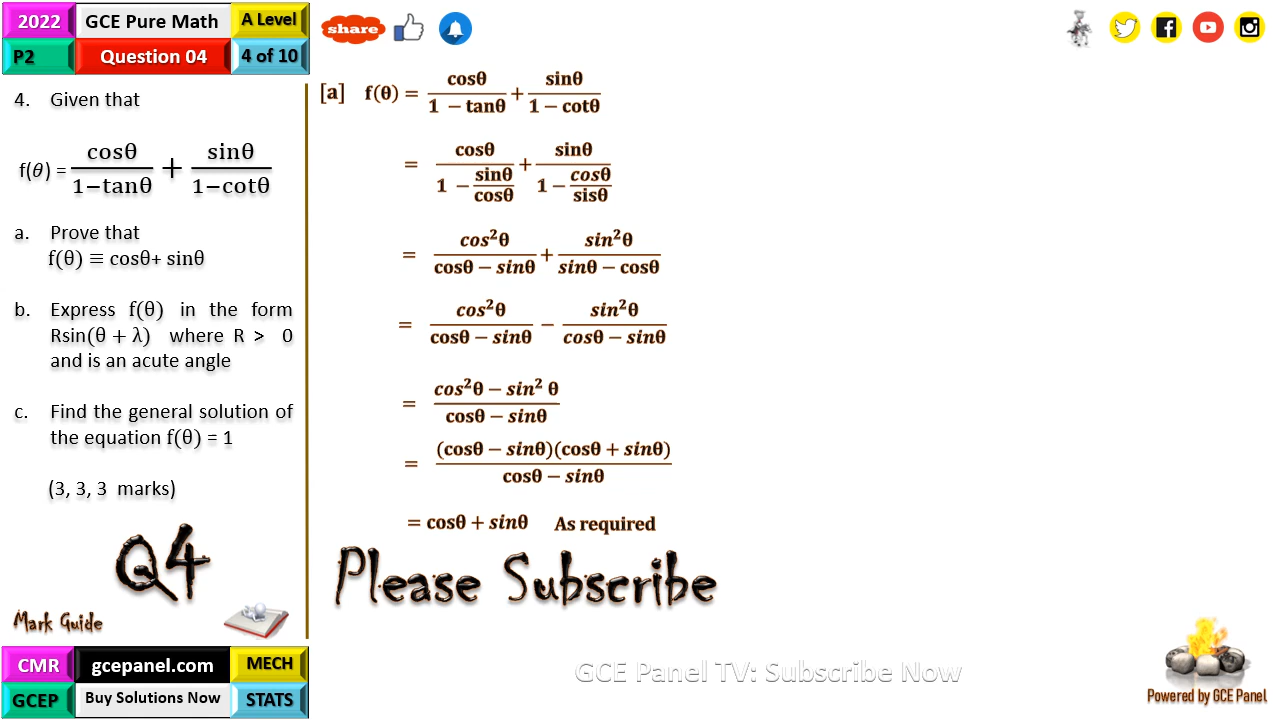 2022 GCE Pure Math A Level
P2 Question 04 4 of 10
share
4. Given that
f(θ) = cosθ/(1−tanθ) + sinθ/(1−cotθ)
a. Prove that
f(θ) ≡ cosθ+ sinθ
b. Express f(θ) in the form
Rsin(θ + λ) where R > 0
and is an acute angle
c. Find the general solution of
the equation f(θ) = 1
(3, 3, 3 marks)
Q4
Mark Guide
CMR gcepanel.com MECH
GCEP Buy Solutions Now STATS
[a] f(θ) = cosθ/(1 − tanθ) + sinθ/(1 − cotθ)
= cosθ/(1 − sinθ/cosθ) + sinθ/(1 − cosθ/sisθ)
= cos²θ/(cosθ − sinθ) + sin²θ/(sinθ − cosθ)
= cos²θ/(cosθ − sinθ) − sin²θ/(cosθ − sinθ)
= (cos²θ − sin² θ)/(cosθ − sinθ)
= (cosθ − sinθ)(cosθ + sinθ)/(cosθ − sinθ)
= cosθ + sinθ As required
Please Subscribe
GCE Panel TV: Subscribe Now
Powered by GCE Panel